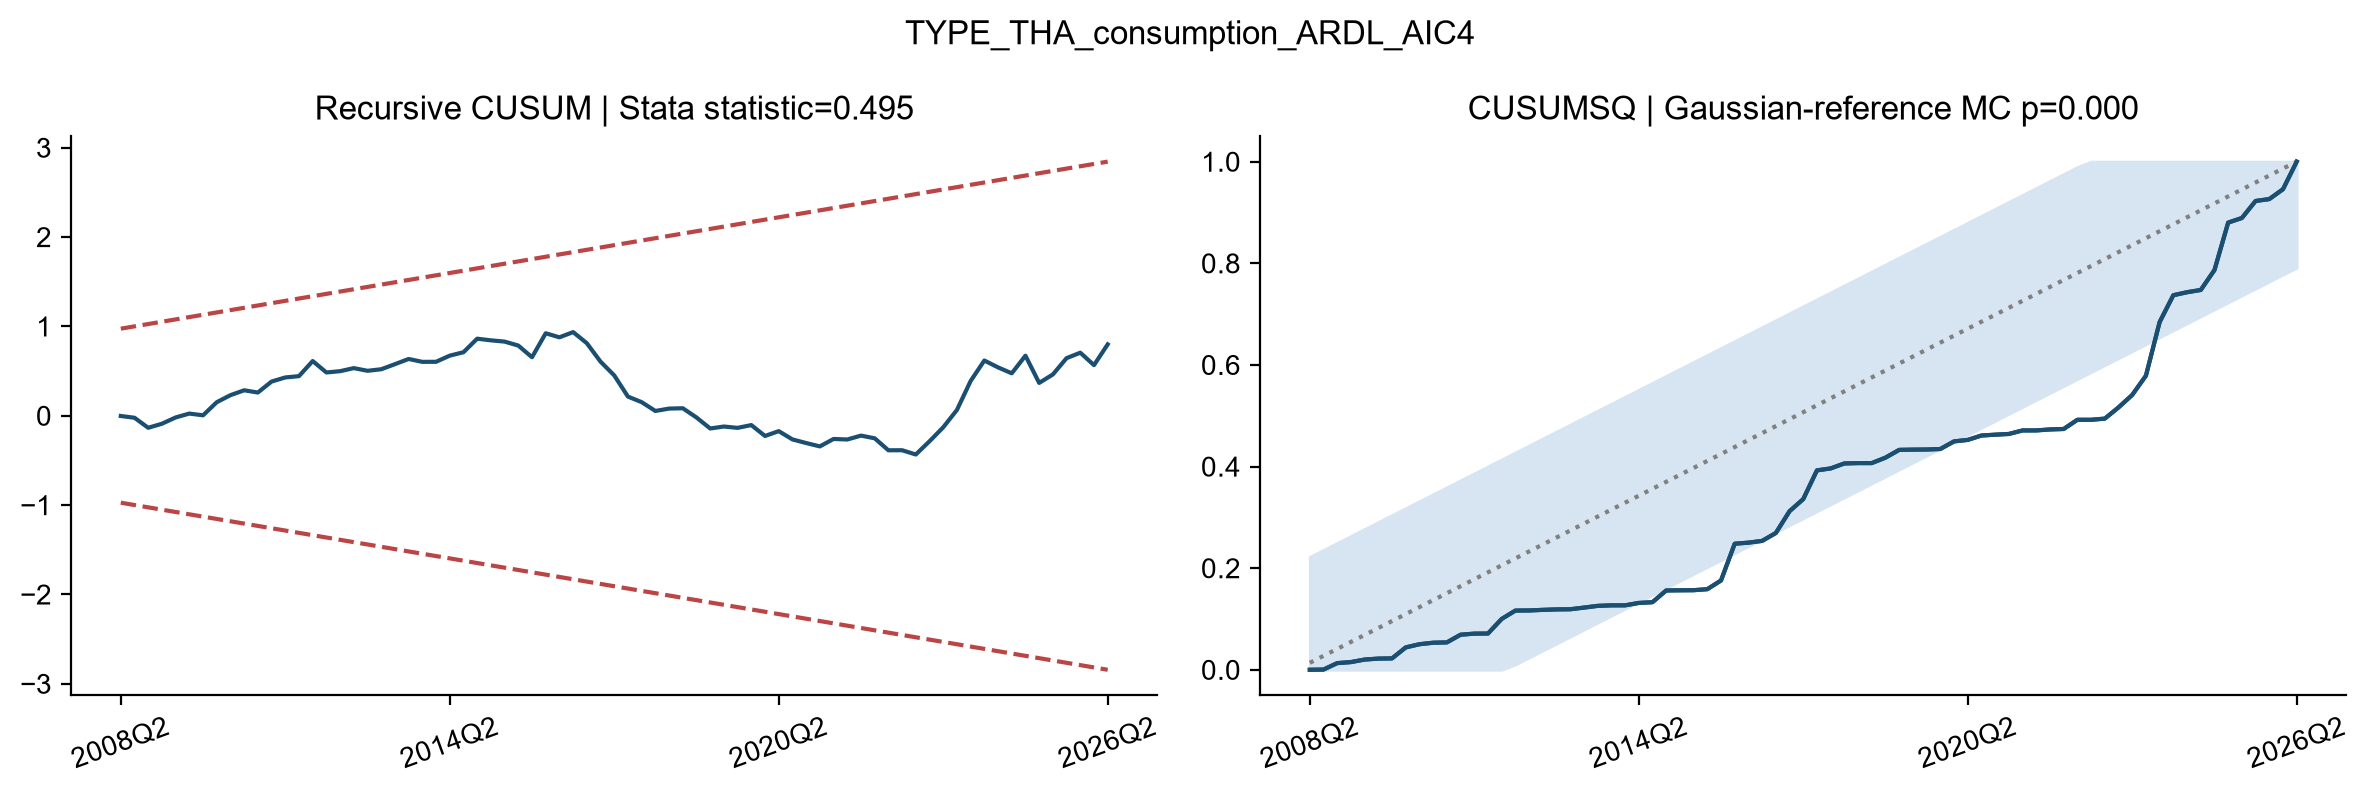 TYPE_THA_consumption_ARDL_AIC4
Recursive CUSUM | Stata statistic=0.495
3
2
1
0
−1
−2
−3
2008Q2
2014Q2
2020Q2
2026Q2
CUSUMSQ | Gaussian-reference MC p=0.000
1.0
0.8
0.6
0.4
0.2
0.0
2008Q2
2014Q2
2020Q2
2026Q2